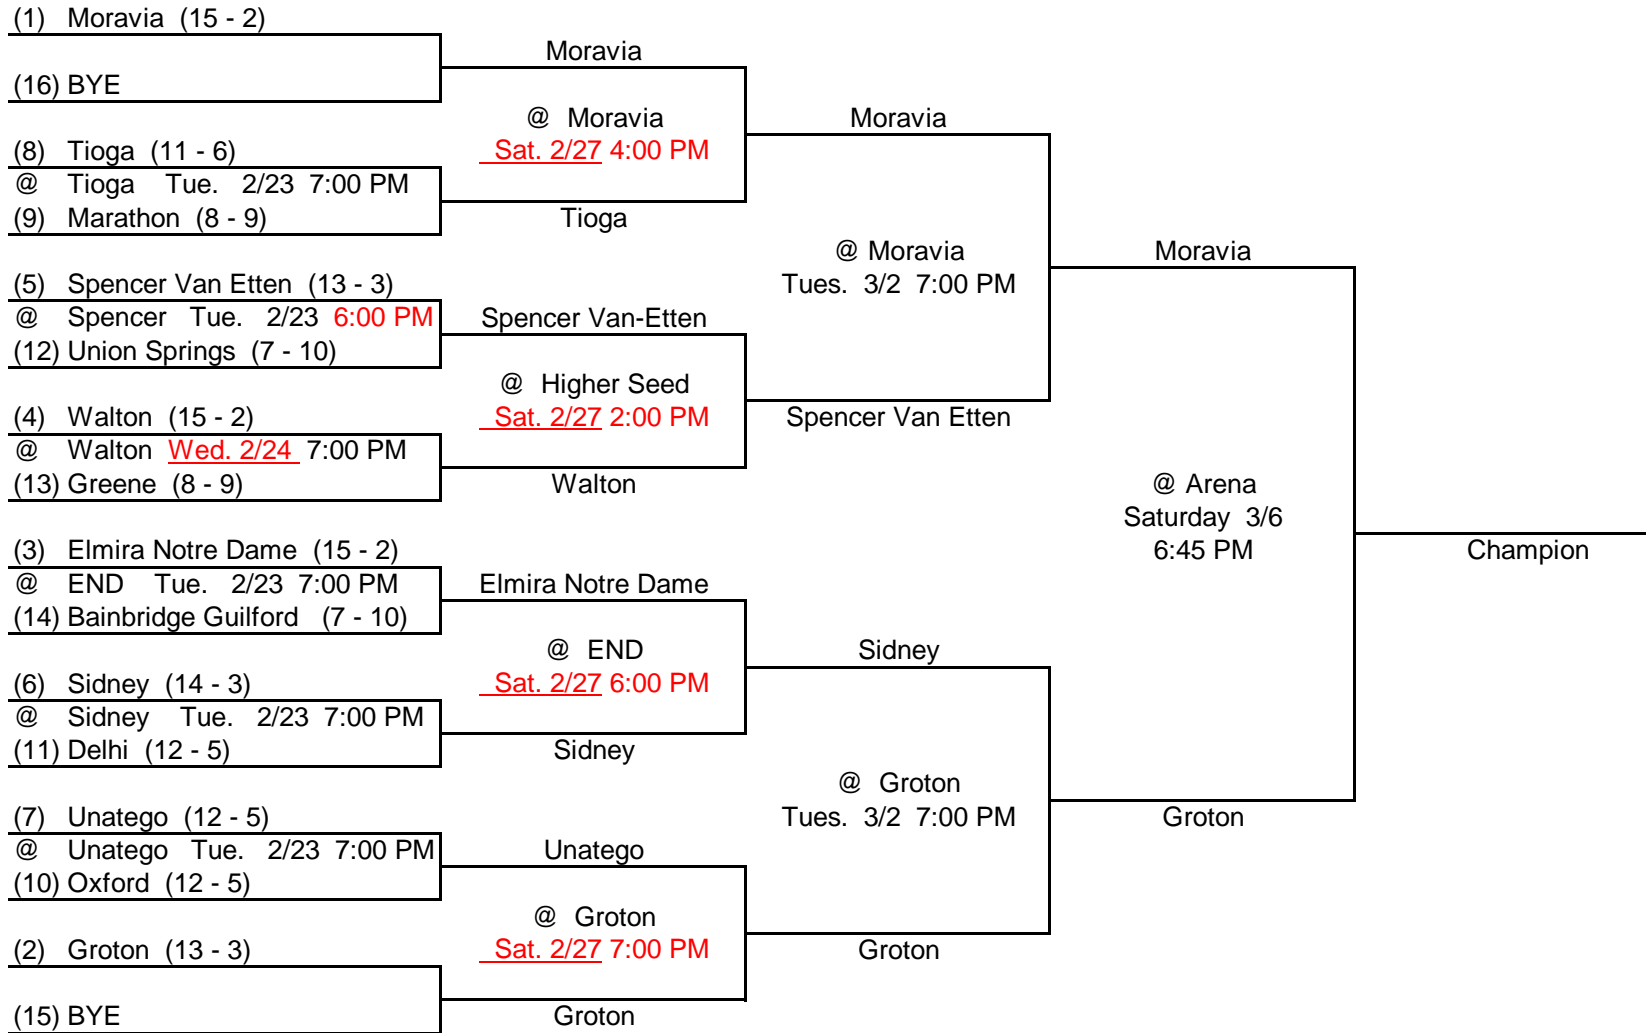 (1) Moravia (15 - 2)
(16) BYE
(8) Tioga (11 - 6)
@ Tioga Tue. 2/23 7:00 PM
(9) Marathon (8 - 9)
(5) Spencer Van Etten (13 - 3)
@ Spencer Tue. 2/23 6:00 PM
(12) Union Springs (7 - 10)
(4) Walton (15 - 2)
@ Walton Wed. 2/24 7:00 PM
(13) Greene (8 - 9)
(3) Elmira Notre Dame (15 - 2)
@ END Tue. 2/23 7:00 PM
(14) Bainbridge Guilford (7 - 10)
(6) Sidney (14 - 3)
@ Sidney Tue. 2/23 7:00 PM
(11) Delhi (12 - 5)
(7) Unatego (12 - 5)
@ Unatego Tue. 2/23 7:00 PM
(10) Oxford (12 - 5)
(2) Groton (13 - 3)
(15) BYE
Moravia
@ Moravia
Sat. 2/27 4:00 PM
Tioga
Spencer Van-Etten
@ Higher Seed
Sat. 2/27 2:00 PM
Walton
Elmira Notre Dame
@ END
Sat. 2/27 6:00 PM
Sidney
Unatego
@ Groton
Sat. 2/27 7:00 PM
Groton
Moravia
@ Moravia
Tues. 3/2 7:00 PM
Spencer Van Etten
Sidney
@ Groton
Tues. 3/2 7:00 PM
Groton
Moravia
@ Arena
Saturday 3/6
6:45 PM
Groton
Champion